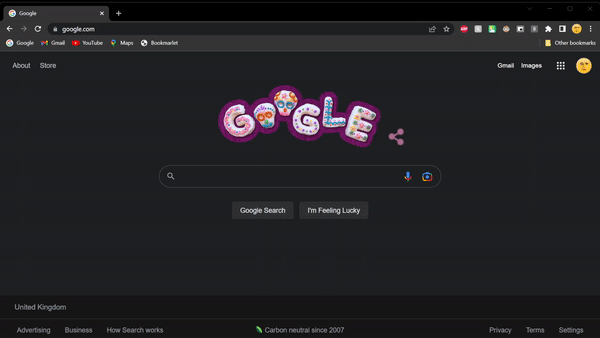 Google
google.com
Google Gmail YouTube Maps Bookmarklet Other bookmarks
About Store Gmail Images
GOOGLE
Google Search I'm Feeling Lucky
United Kingdom
Advertising Business How Search works Carbon neutral since 2007 Privacy Terms Settings